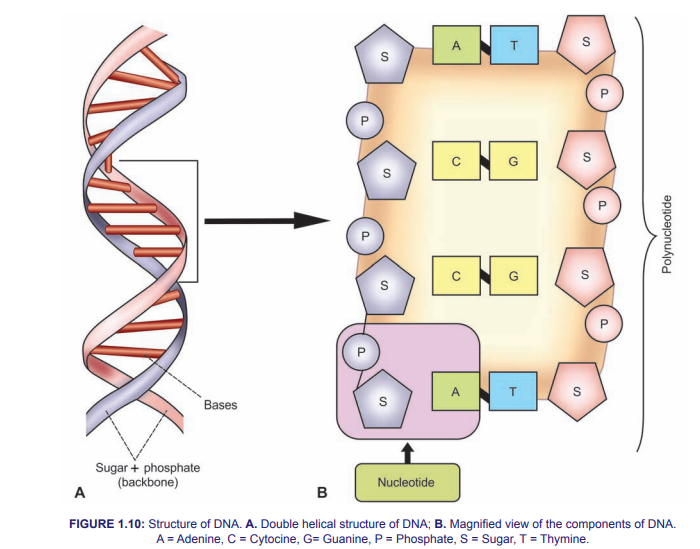 S A T S
P P
S C G S
P P
S C G S
P P
S A T S
Polynucleotide
Bases
Sugar + phosphate
(backbone)
Nucleotide
A B
FIGURE 1.10: Structure of DNA. A. Double helical structure of DNA; B. Magnified view of the components of DNA.
A = Adenine, C = Cytocine, G= Guanine, P = Phosphate, S = Sugar, T = Thymine.